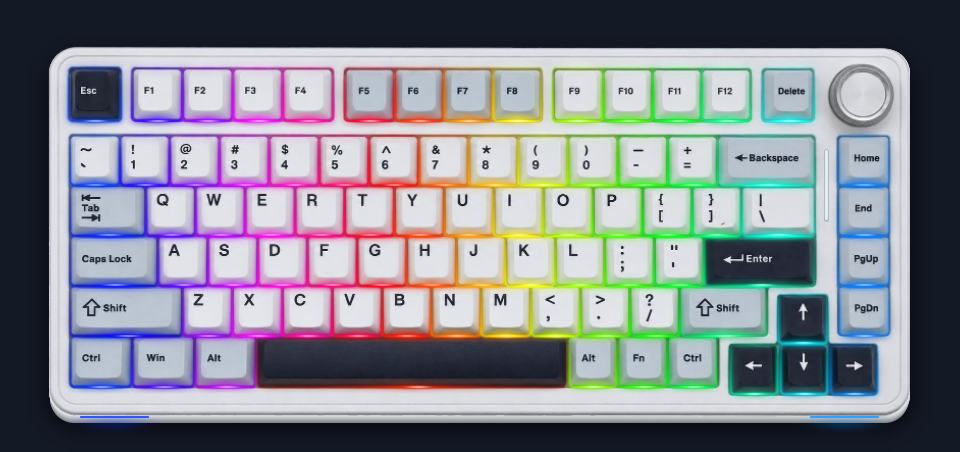 Esc F1 F2 F3 F4 F5 F6 F7 F8 F9 F10 F11 F12 Delete
~ ! @ # $ % ^ & * ( ) — +
` 1 2 3 4 5 6 7 8 9 0 - = ←Backspace Home
Tab Q W E R T Y U I O P { [ } ] | \ End
Caps Lock A S D F G H J K L : ; " ' Enter PgUp
Shift Z X C V B N M < , > . ? / Shift ↑ PgDn
Ctrl Win Alt Alt Fn Ctrl ← ↓ →